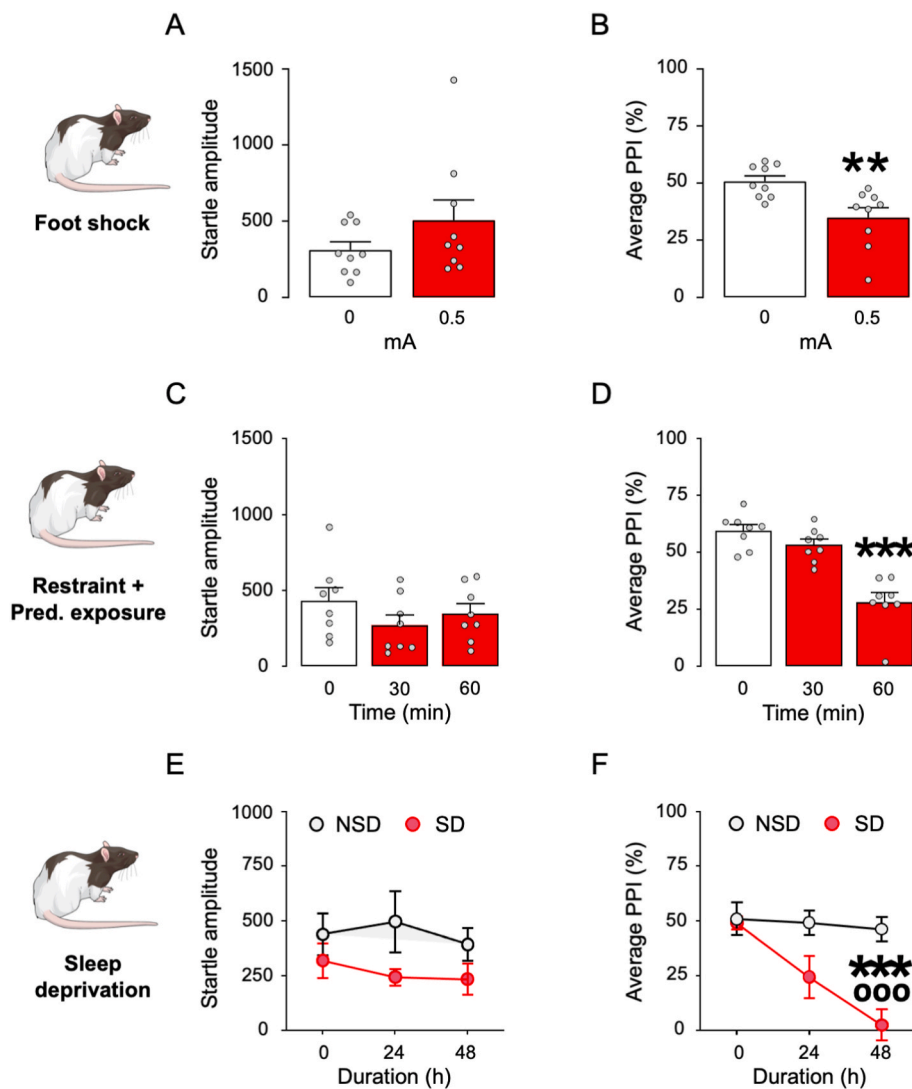 A
B
Startle amplitude
1500
1000
500
0
0
0.5
mA
Average PPI (%)
100
75
50
25
0
**
0
0.5
mA
Foot shock
C
D
Startle amplitude
1500
1000
500
0
0
30
60
Time (min)
Average PPI (%)
100
75
50
25
0
***
0
30
60
Time (min)
Restraint +
Pred. exposure
E
F
Startle amplitude
1000
750
500
250
0
NSD
SD
0
24
48
Duration (h)
Average PPI (%)
100
75
50
25
0
NSD
SD
***
ooo
0
24
48
Duration (h)
Sleep
deprivation